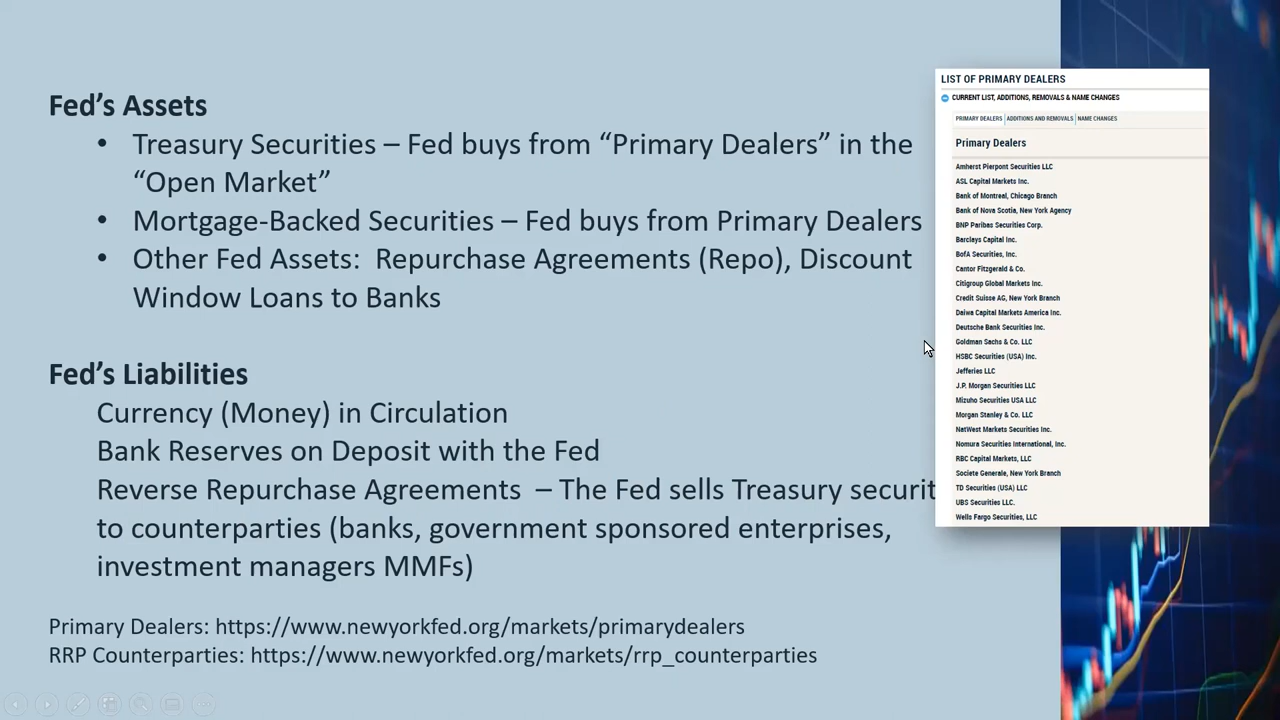 Fed's Assets
• Treasury Securities – Fed buys from “Primary Dealers” in the
“Open Market”
• Mortgage-Backed Securities – Fed buys from Primary Dealers
• Other Fed Assets:  Repurchase Agreements (Repo), Discount
Window Loans to Banks
Fed's Liabilities
Currency (Money) in Circulation
Bank Reserves on Deposit with the Fed
Reverse Repurchase Agreements  – The Fed sells Treasury securit
to counterparties (banks, government sponsored enterprises,
investment managers MMFs)
Primary Dealers: https://www.newyorkfed.org/markets/primarydealers
RRP Counterparties: https://www.newyorkfed.org/markets/rrp_counterparties
LIST OF PRIMARY DEALERS
CURRENT LIST, ADDITIONS, REMOVALS & NAME CHANGES
PRIMARY DEALERS | ADDITIONS AND REMOVALS | NAME CHANGES
Primary Dealers
Amherst Pierpont Securities LLC
ASL Capital Markets Inc.
Bank of Montreal, Chicago Branch
Bank of Nova Scotia, New York Agency
BNP Paribas Securities Corp.
Barclays Capital Inc.
BofA Securities, Inc.
Cantor Fitzgerald & Co.
Citigroup Global Markets Inc.
Credit Suisse AG, New York Branch
Daiwa Capital Markets America Inc.
Deutsche Bank Securities Inc.
Goldman Sachs & Co. LLC
HSBC Securities (USA) Inc.
Jefferies LLC
J.P. Morgan Securities LLC
Mizuho Securities USA LLC
Morgan Stanley & Co. LLC
NatWest Markets Securities Inc.
Nomura Securities International, Inc.
RBC Capital Markets, LLC
Societe Generale, New York Branch
TD Securities (USA) LLC
UBS Securities LLC.
Wells Fargo Securities, LLC